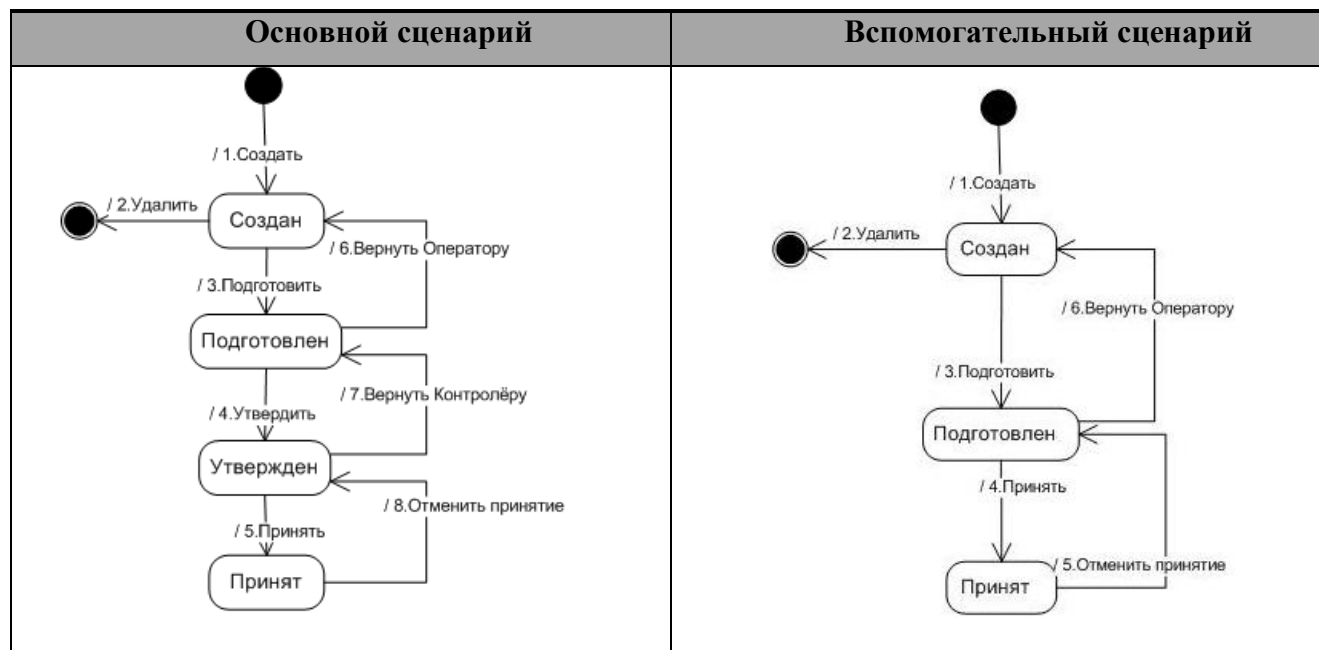 Основной сценарий
Вспомогательный сценарий
/ 1.Создать
/ 2.Удалить
Создан
/ 6.Вернуть Оператору
/ 3.Подготовить
Подготовлен
/ 7.Вернуть Контролёру
/ 4.Утвердить
Утвержден
/ 8.Отменить принятие
/ 5.Принять
Принят
/ 1.Создать
/ 2.Удалить
Создан
/ 6.Вернуть Оператору
/ 3.Подготовить
Подготовлен
/ 4.Принять
/ 5.Отменить принятие
Принят